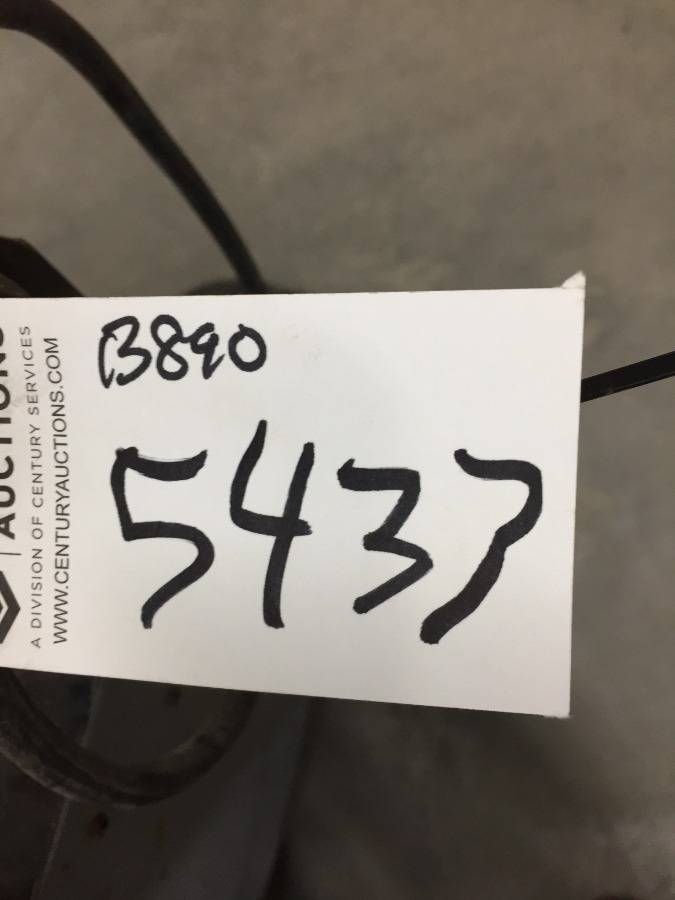 B890
5437
AUCTIONS
A DIVISION OF CENTURY SERVICES
WWW.CENTURYAUCTIONS.COM